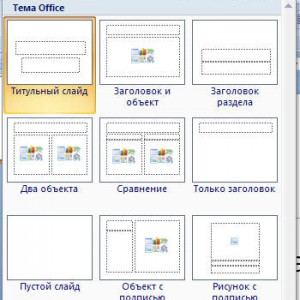 Тема Office
Титульный слайд
Заголовок и объект
Заголовок раздела
Два объекта
Сравнение
Только заголовок
Пустой слайд
Объект с подписью
Рисунок с подписью